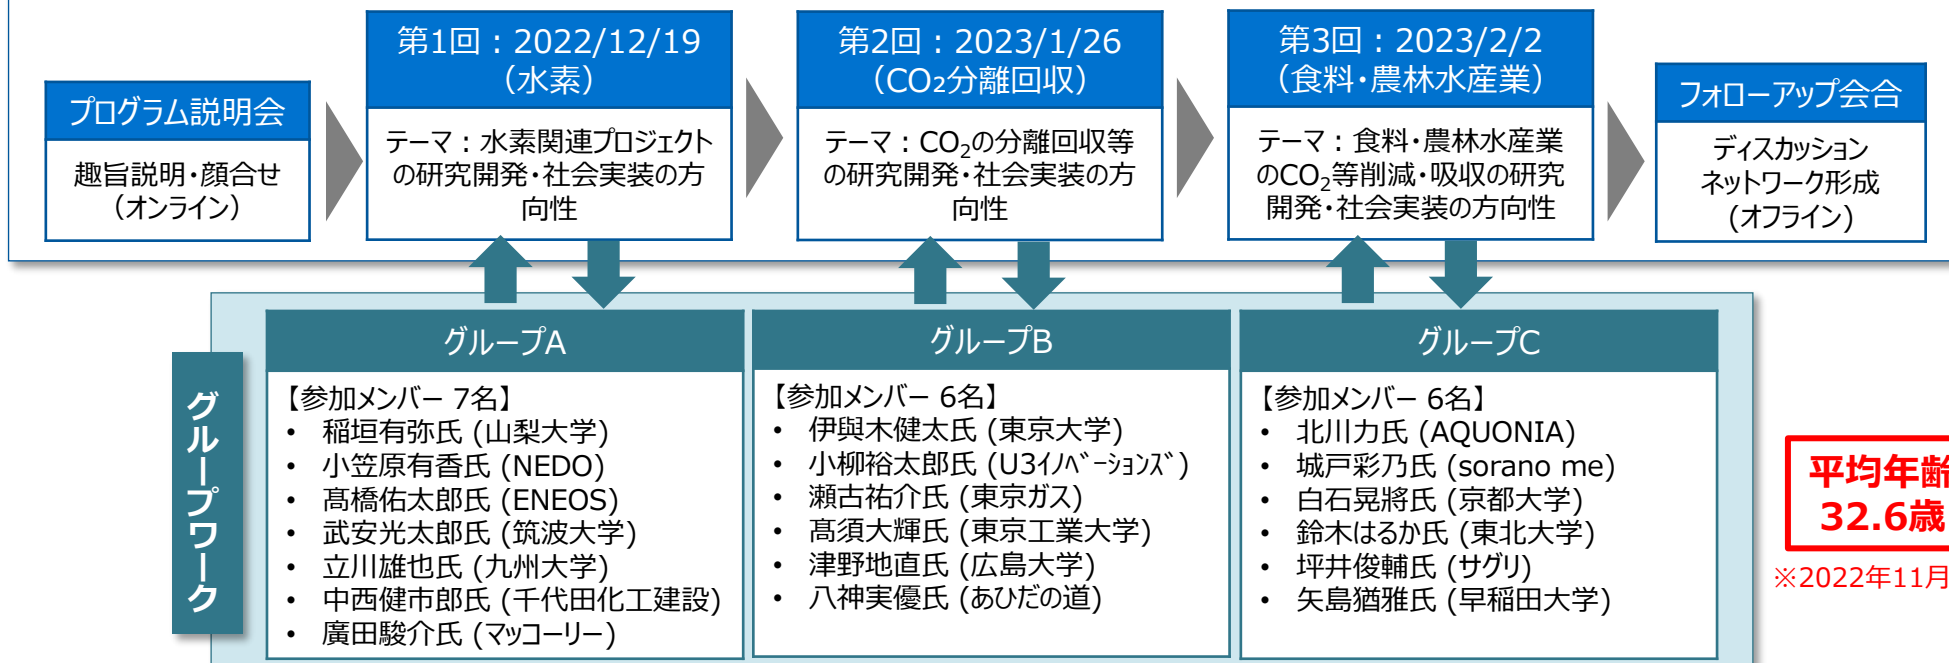 プログラム説明会
趣旨説明・顔合せ
（オンライン）
第1回：2022/12/19
（水素）
テーマ：水素関連プロジェクト
の研究開発・社会実装の方
向性
第2回：2023/1/26
（CO₂分離回収）
テーマ：CO₂の分離回収等
の研究開発・社会実装の方
向性
第3回：2023/2/2
（食料・農林水産業）
テーマ：食料・農林水産業
のCO₂等削減・吸収の研究
開発・社会実装の方向性
フォローアップ会合
ディスカッション
ネットワーク形成
(オフライン)
グループワーク
グループA
【参加メンバー 7名】
• 稲垣有弥氏 (山梨大学)
• 小笠原有香氏 (NEDO)
• 髙橋佑太郎氏 (ENEOS)
• 武安光太郎氏 (筑波大学)
• 立川雄也氏 (九州大学)
• 中西健市郎氏 (千代田化工建設)
• 廣田駿介氏 (マッコーリー)
グループB
【参加メンバー 6名】
• 伊與木健太氏 (東京大学)
• 小柳裕太郎氏 (U3ｲﾉﾍﾞｰｼｮﾝｽﾞ)
• 瀬古祐介氏 (東京ガス)
• 髙須大輝氏 (東京工業大学)
• 津野地直氏 (広島大学)
• 八神実優氏 (あひだの道)
グループC
【参加メンバー 6名】
• 北川力氏 (AQUONIA)
• 城戸彩乃氏 (sorano me)
• 白石晃將氏 (京都大学)
• 鈴木はるか氏 (東北大学)
• 坪井俊輔氏 (サグリ)
• 矢島猶雅氏 (早稲田大学)
平均年齢
32.6歳
※2022年11月